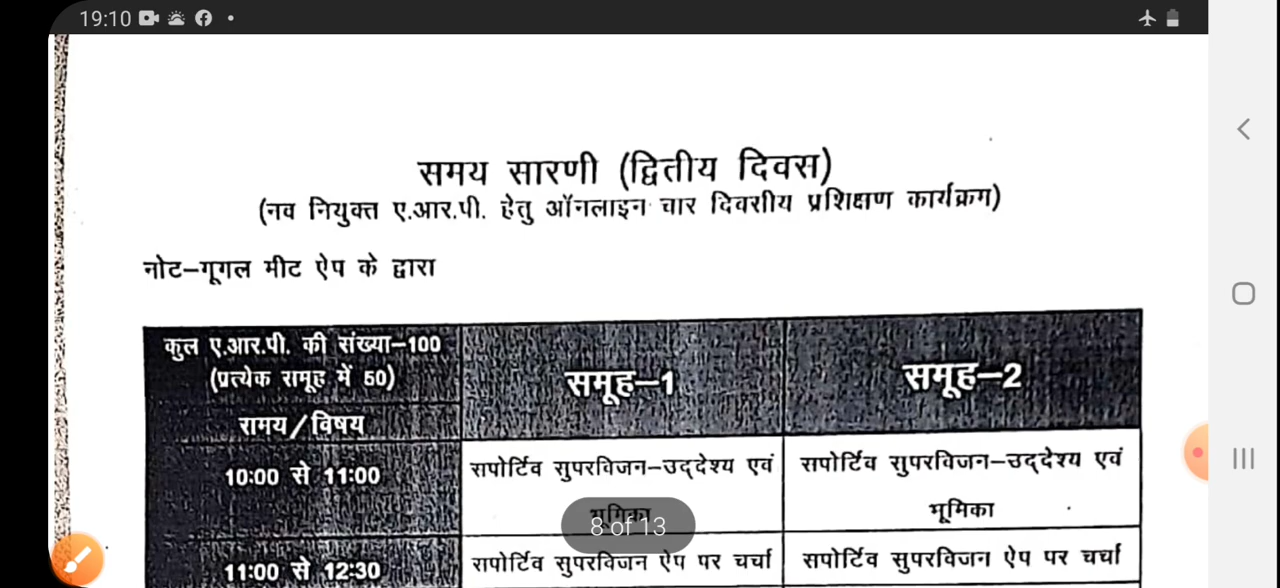 19:10
समय सारणी (द्वितीय दिवस)
(नव नियुक्त ए.आर.पी. हेतु ऑनलाइन चार दिवसीय प्रशिक्षण कार्यक्रम)
नोट-गूगल मीट ऐप के द्वारा
कुल ए.आर.पी. की संख्या-100
(प्रत्येक समूह में 50)
समय/विषय
समूह-1
समूह-2
10:00 से 11:00
सपोर्टिव सुपरविजन-उद्देश्य एवं
भूमिका
सपोर्टिव सुपरविजन-उद्देश्य एवं
भूमिका
8 of 13
11:00 से 12:30
सपोर्टिव सुपरविजन ऐप पर चर्चा
सपोर्टिव सुपरविजन ऐप पर चर्चा